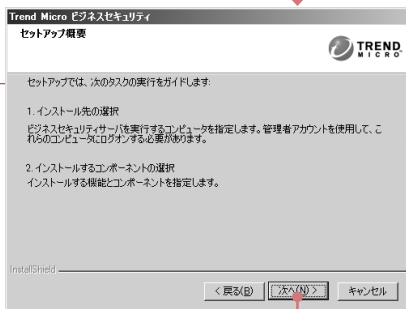 Trend Micro ビジネスセキュリティ
セットアップ概要
TREND
MICRO
セットアップでは、次のタスクの実行をガイドします:
1. インストール先の選択
ビジネスセキュリティサーバを実行するコンピュータを指定します。管理者アカウントを使用して、こ
れらのコンピュータにログオンする必要があります。
2. インストールするコンポーネントの選択
インストールする機能とコンポーネントを指定します。
InstallShield
< 戻る(B)
次へ(N) >
キャンセル